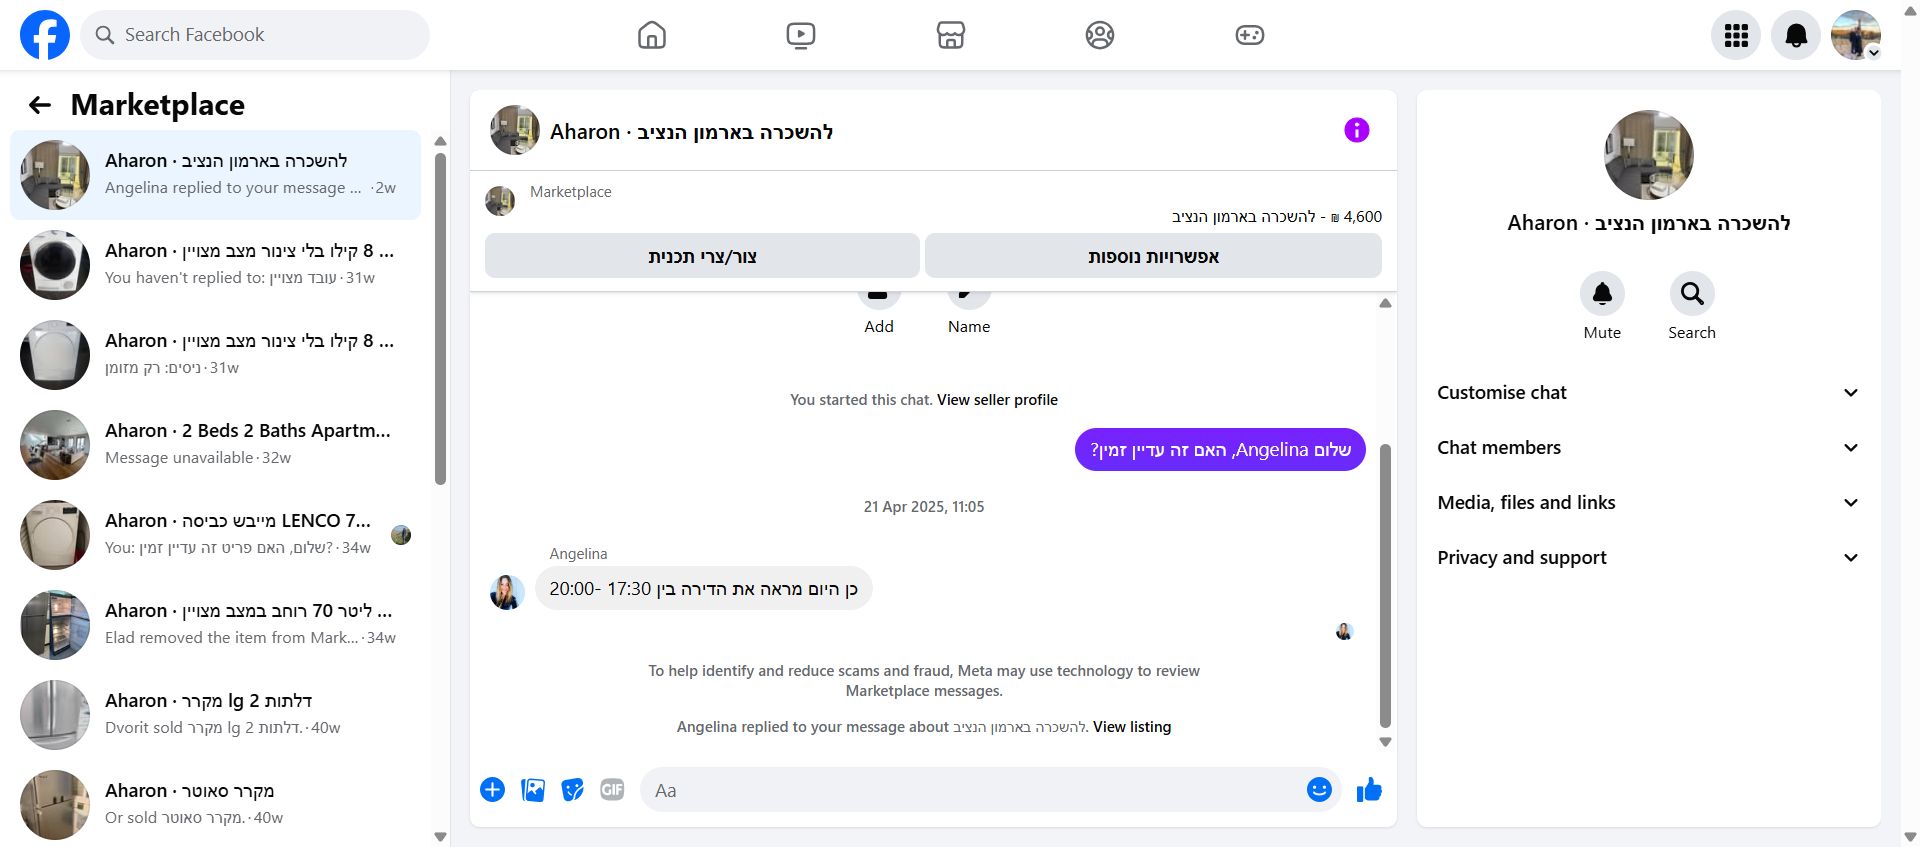 Search Facebook
Marketplace
Aharon · להשכרה בארמון הנציב
Angelina replied to your message ... · 2w
Aharon · 8 קילו בלי צינור מצב מצויין ...
You haven't replied to: עובד מצויין · 31w
Aharon · 8 קילו בלי צינור מצב מצויין ...
ניסים: רק מזומן · 31w
Aharon · 2 Beds 2 Baths Apartm...
Message unavailable · 32w
Aharon · מייבש כביסה LENCO 7...
You: שלום, האם פריט זה עדיין זמין? · 34w
Aharon · ליטר 70 רוחב במצב מצויין ...
Elad removed the item from Mark... · 34w
Aharon · מקרר lg 2 דלתות
Dvorit sold מקרר lg 2 דלתות. · 40w
Aharon · מקרר סאוטר
Or sold מקרר סאוטר. · 40w
Aharon · להשכרה בארמון הנציב
Marketplace
4,600 ₪ - להשכרה בארמון הנציב
צור/צרי תכנית
אפשרויות נוספות
Add
Name
You started this chat. View seller profile
שלום Angelina, האם זה עדיין זמין?
21 Apr 2025, 11:05
Angelina
כן היום מראה את הדירה בין 17:30 -20:00
To help identify and reduce scams and fraud, Meta may use technology to review
Marketplace messages.
Angelina replied to your message about להשכרה בארמון הנציב. View listing
GIF
Aa
Aharon · להשכרה בארמון הנציב
Mute
Search
Customise chat
Chat members
Media, files and links
Privacy and support